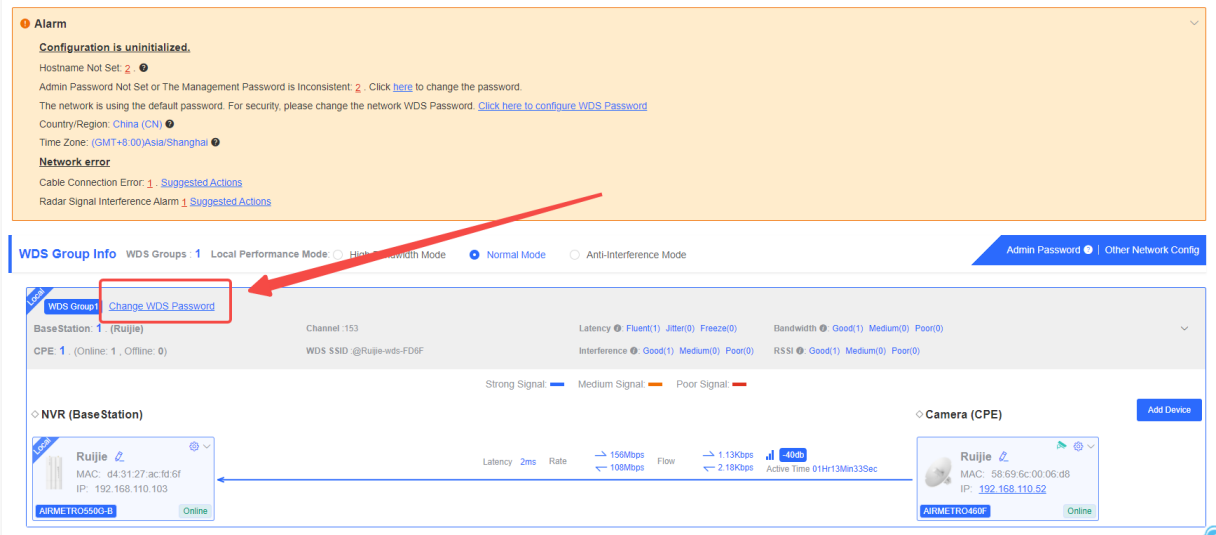 Alarm
Configuration is uninitialized.
Hostname Not Set: 2 .
Admin Password Not Set or The Management Password is Inconsistent: 2 . Click here to change the password.
The network is using the default password. For security, please change the network WDS Password. Click here to configure WDS Password
Country/Region: China (CN)
Time Zone: (GMT+8:00)Asia/Shanghai
Network error
Cable Connection Error: 1 . Suggested Actions
Radar Signal Interference Alarm 1 Suggested Actions
WDS Group Info WDS Groups : 1 Local Performance Mode: High Bandwidth Mode Normal Mode Anti-Interference Mode Admin Password | Other Network Config
Local WDS Group1 Change WDS Password
BaseStation: 1 . (Ruijie) Channel :153 Latency : Fluent(1) Jitter(0) Freeze(0) Bandwidth : Good(1) Medium(0) Poor(0)
CPE: 1 . (Online: 1 , Offline: 0) WDS SSID :@Ruijie-wds-FD6F Interference : Good(1) Medium(0) Poor(0) RSSI : Good(1) Medium(0) Poor(0)
Strong Signal: Medium Signal: Poor Signal:
NVR (BaseStation) Camera (CPE) Add Device
Local Ruijie
MAC: d4:31:27:ac:fd:6f
IP: 192.168.110.103
AIRMETRO550G-B Online
Latency 2ms Rate 156Mbps 108Mbps Flow 1.13Kbps 2.18Kbps -40db Active Time 01Hr13Min33Sec
Ruijie
MAC: 58:69:6c:00:06:d8
IP: 192.168.110.52
AIRMETRO460F Online